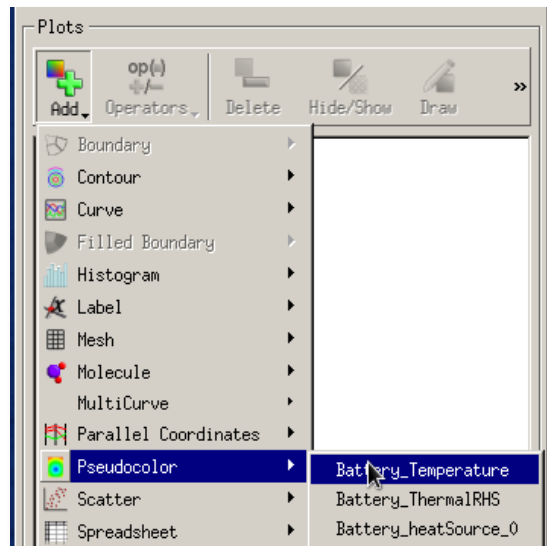 Plots
op(=)
+/-
Add Operators Delete Hide/Show Draw »
Boundary
Contour
Curve
Filled Boundary
Histogram
Label
Mesh
Molecule
MultiCurve
Parallel Coordinates
Pseudocolor Battery_Temperature
Scatter Battery_ThermalRHS
Spreadsheet Battery_heatSource_0